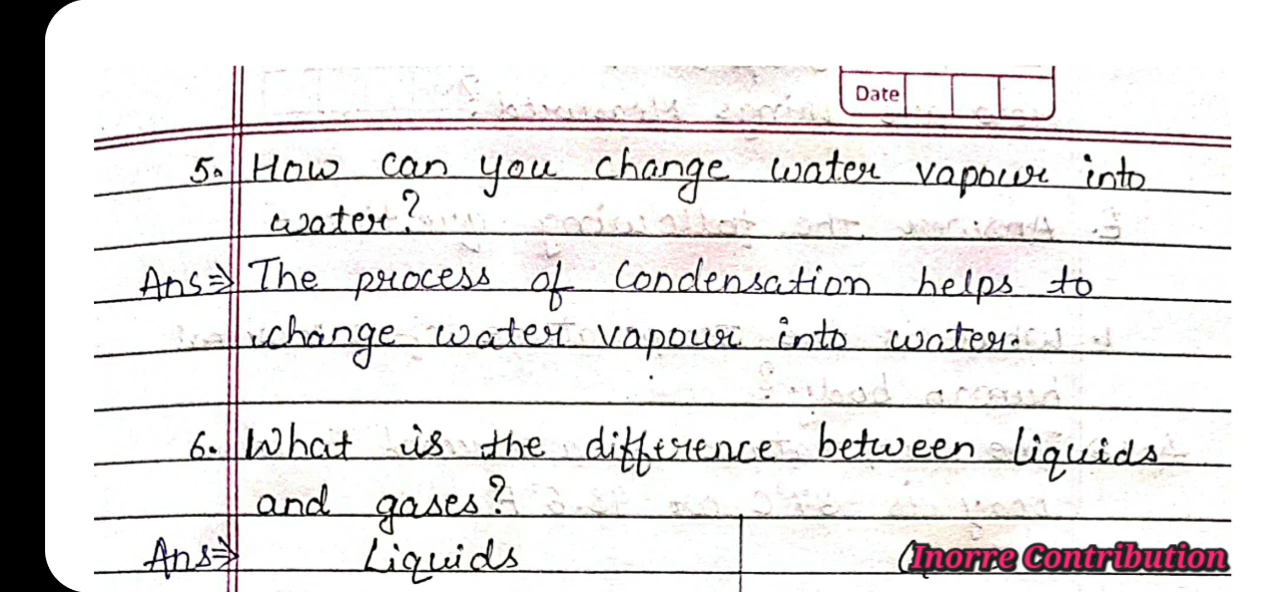 Date
5. How can you change water vapour into
water?
Ans⇒ The process of Condensation helps to
change water vapour into water.
6. What is the difference between liquids
and gases?
Ans⇒ Liquids
Inorre Contribution